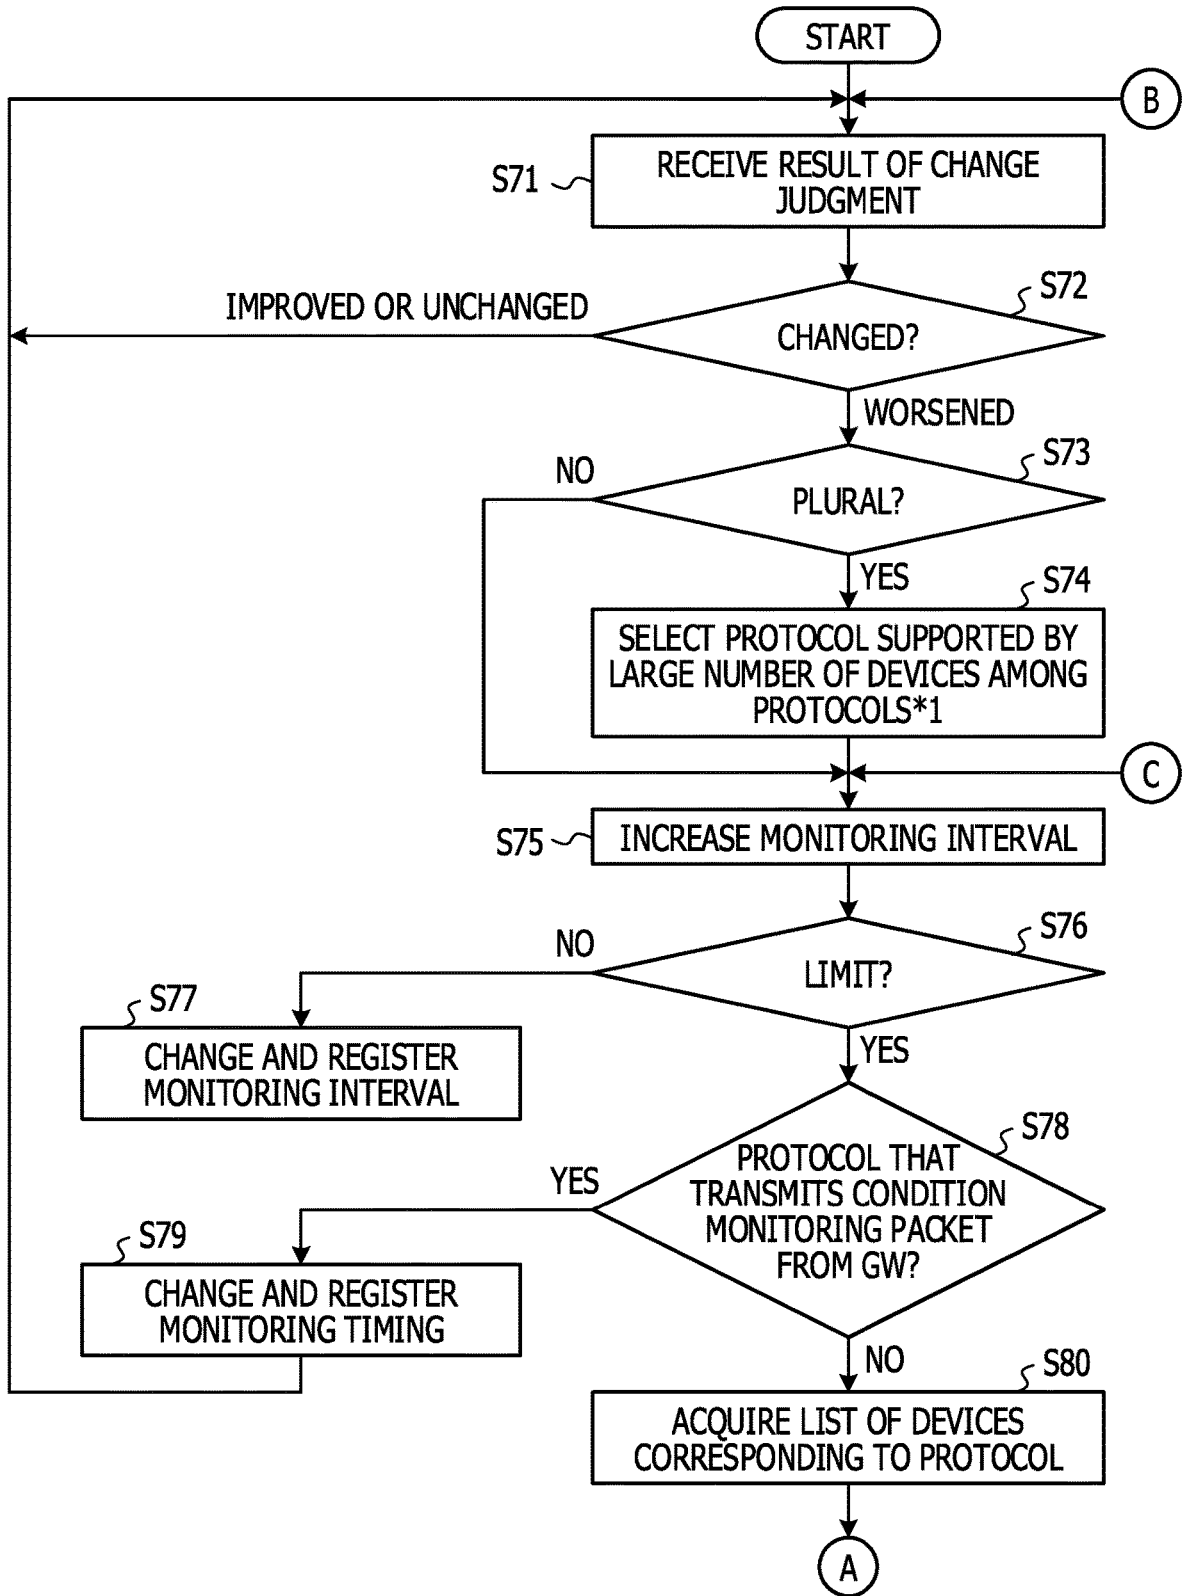 START
B
S71
RECEIVE RESULT OF CHANGE
JUDGMENT
S72
IMPROVED OR UNCHANGED
CHANGED?
WORSENED
S73
NO
PLURAL?
YES
S74
SELECT PROTOCOL SUPPORTED BY
LARGE NUMBER OF DEVICES AMONG
PROTOCOLS*1
C
S75
INCREASE MONITORING INTERVAL
S76
NO
LIMIT?
S77
CHANGE AND REGISTER
MONITORING INTERVAL
YES
S78
YES
PROTOCOL THAT
TRANSMITS CONDITION
MONITORING PACKET
FROM GW?
S79
CHANGE AND REGISTER
MONITORING TIMING
NO
S80
ACQUIRE LIST OF DEVICES
CORRESPONDING TO PROTOCOL
A